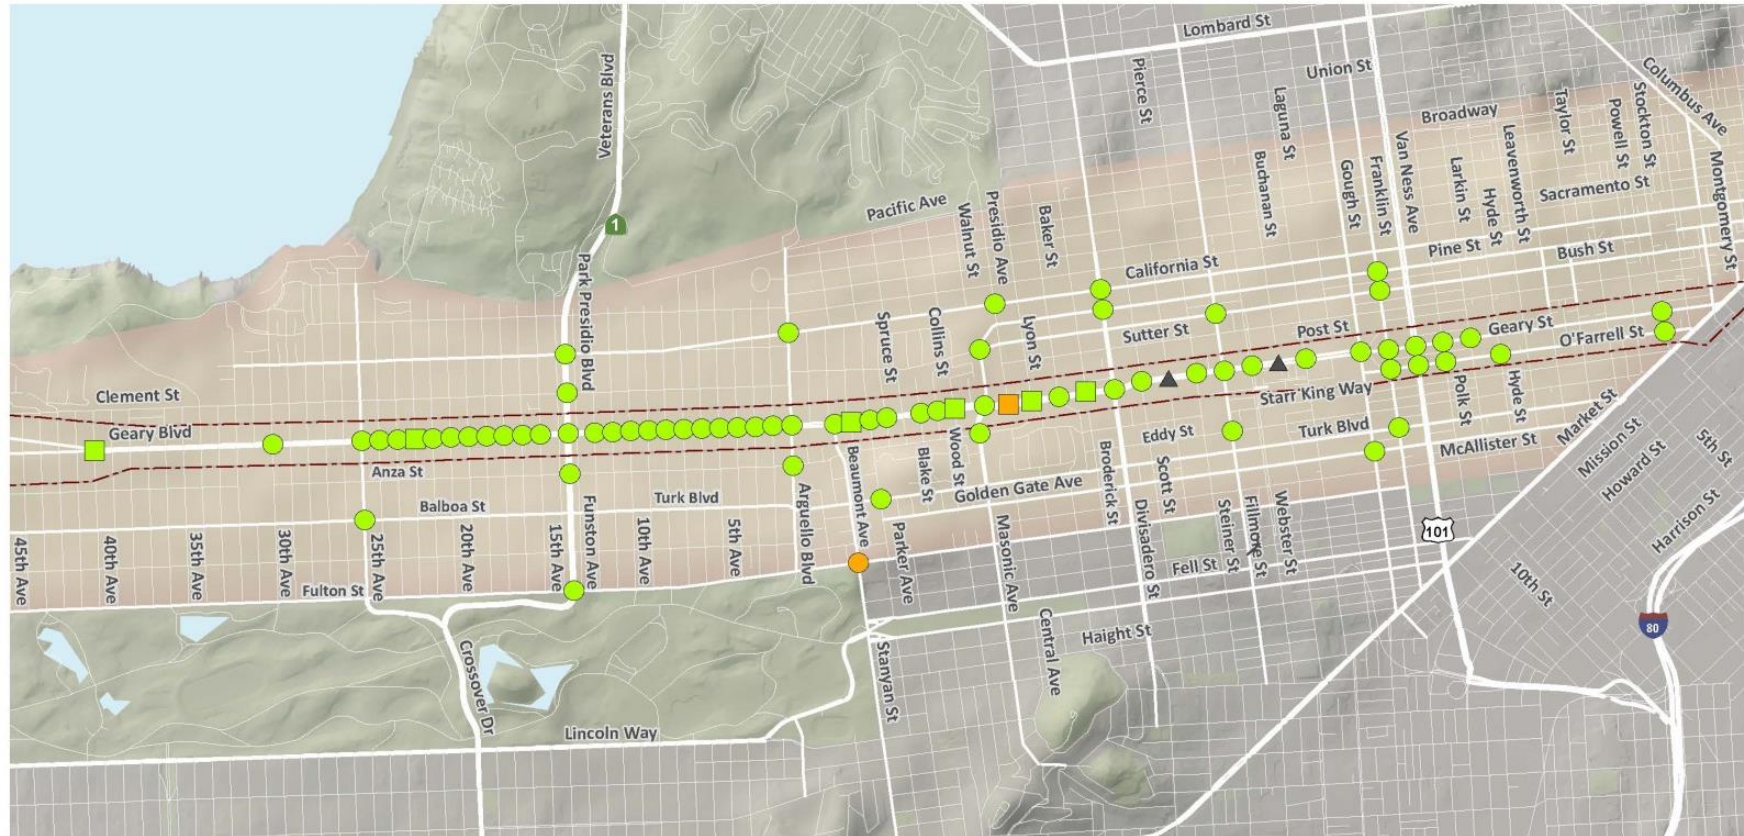 Lombard St
Union St
Columbus Ave
Veterans Blvd
Pierce St
Laguna St
Broadway
Taylor St
Powell St
Stockton St
Montgomery St
Pacific Ave
Walnut St
Presidio Ave
Baker St
Buchanan St
Gough St
Franklin St
Van Ness Ave
Larkin St
Hyde St
Leavenworth St
Sacramento St
1
Park Presidio Blvd
California St
Pine St
Bush St
Spruce St
Collins St
Lyon St
Sutter St
Post St
Geary St
O'Farrell St
Clement St
Geary Blvd
Starr King Way
Polk St
Hyde St
Market St
Anza St
Beaumont Ave
Blake St
Wood St
Eddy St
Turk Blvd
McAllister St
Mission St
Howard St
5th St
Harrison St
Balboa St
Turk Blvd
Golden Gate Ave
Broderick St
Scott St
45th Ave
40th Ave
35th Ave
30th Ave
25th Ave
20th Ave
15th Ave
Funston Ave
10th Ave
5th Ave
Arguello Blvd
Parker Ave
Masonic Ave
Divisadero St
Steiner St
Fillmore St
Webster St
101
10th St
80
Fulton St
Fell St
Haight St
Central Ave
Stanyan St
Crossover Dr
Lincoln Way